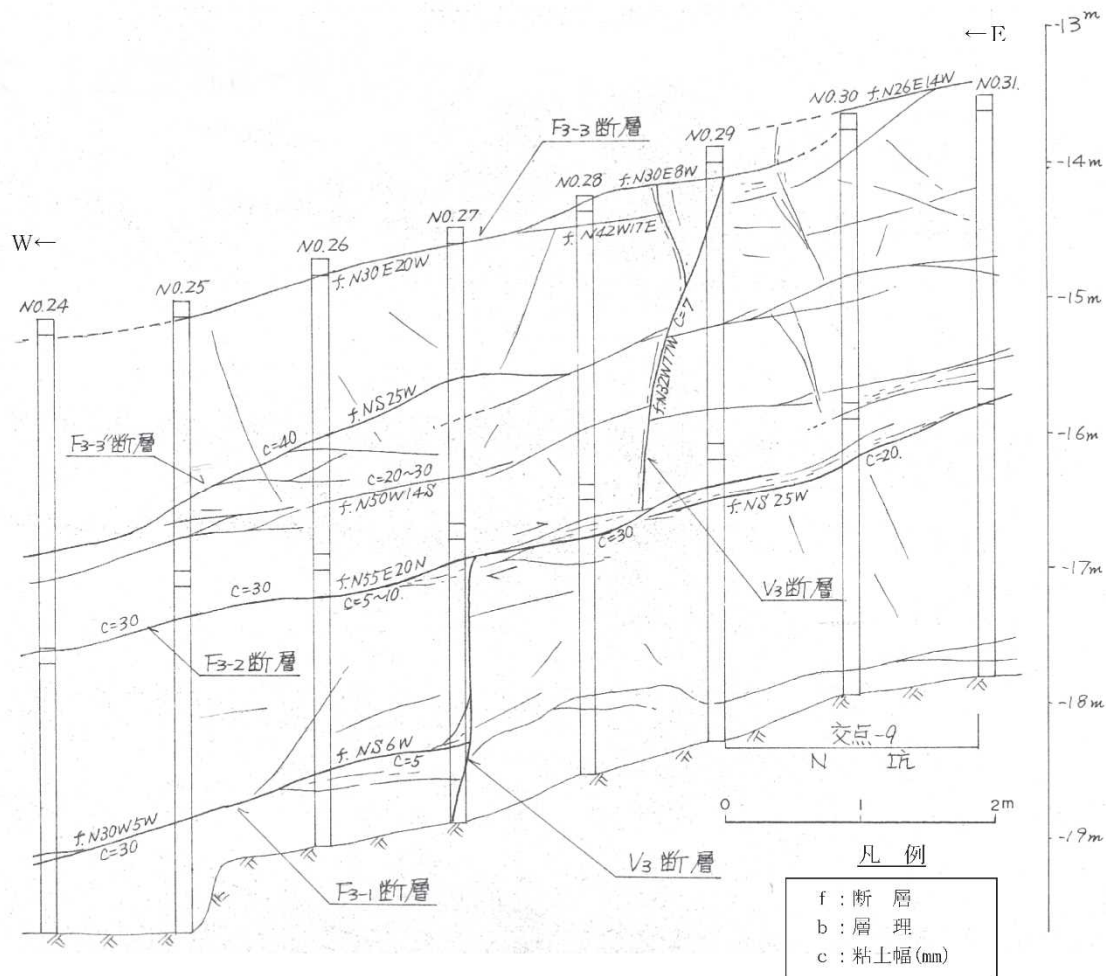 -13m
←E
NO.31.
f.N26E14W
NO.30
F3-3断層
NO.29
-14m
NO.28
f.N30E8W
NO.27
f.N42W17E
W←
NO.26
f.N30E20W
NO.25
NO.24
-15m
c=7
f.NS25W
f.N32W77W
F3-3'断層
c=40
-16m
c=20~30
c=20.
f.N50W14S
f.NS25W
c=30
-17m
f.N55E20N
c=30
c=5~10.
V3断層
c=30
F3-2断層
-18m
交点-9
N 坑
f.NS6W
c=5
0 1 2m
f.N30W5W
c=30
-19m
V3断層
F3-1断層
凡 例
f:断 層
b:層 理
c:粘土幅(mm)